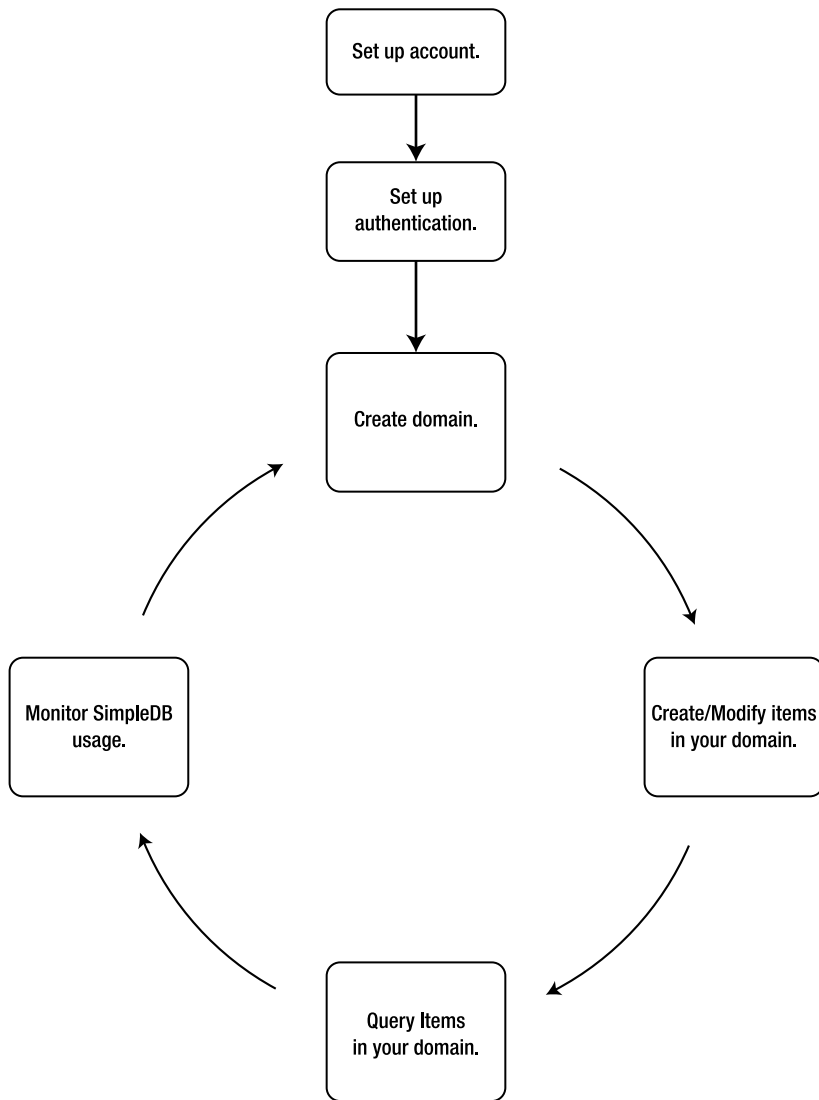 Set up account.
Set up
authentication.
Create domain.
Monitor SimpleDB
usage.
Create/Modify items
in your domain.
Query Items
in your domain.